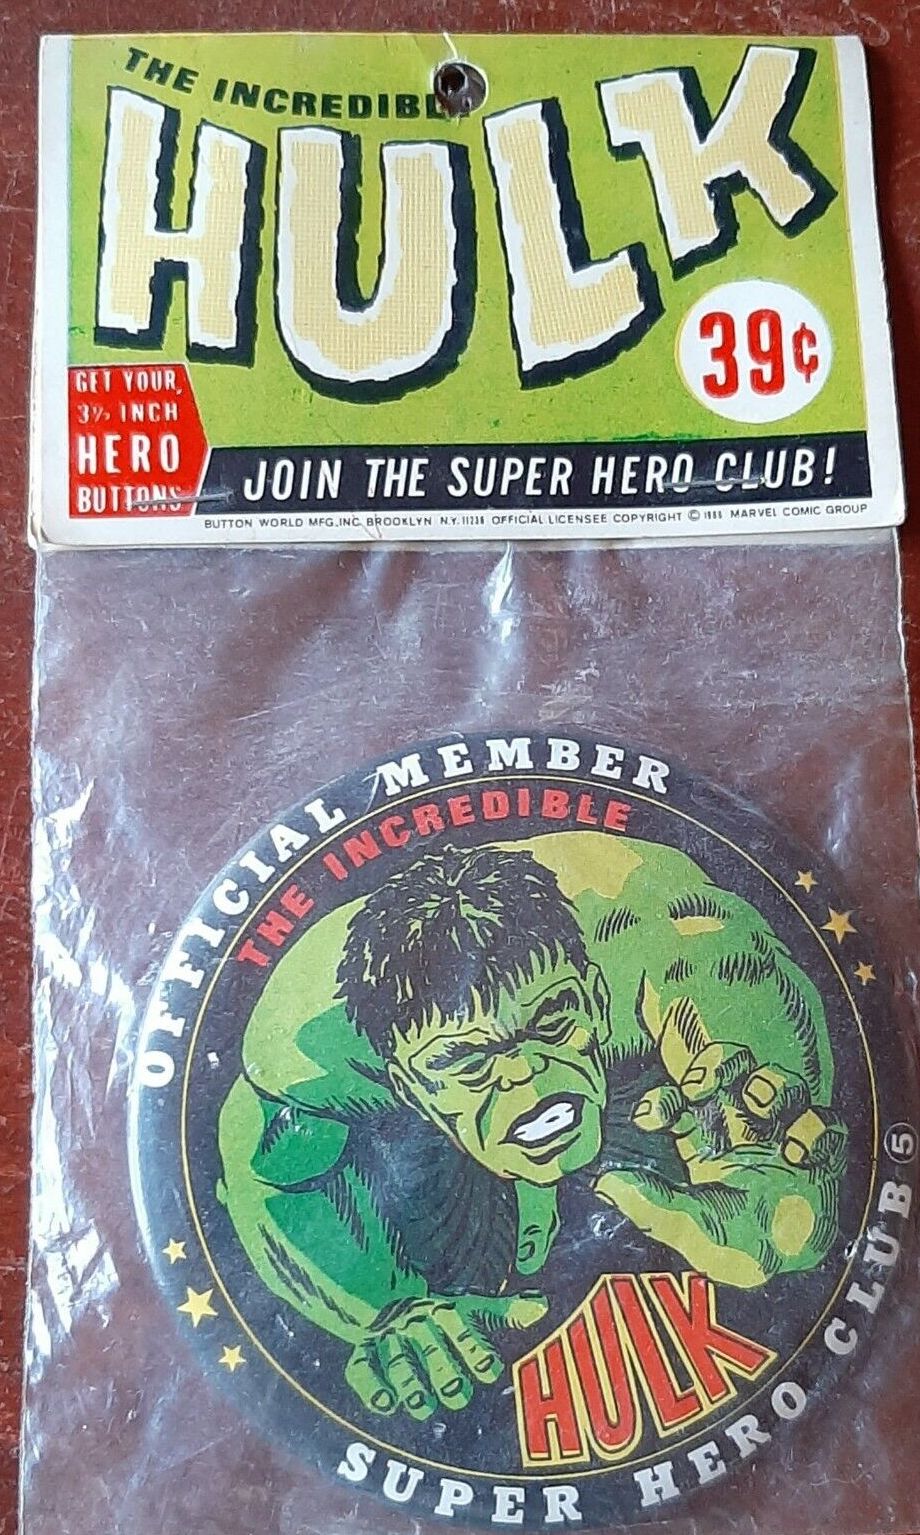 THE INCREDIBLE
HULK
39¢
GET YOUR
3½ INCH
HERO
BUTTONS
JOIN THE SUPER HERO CLUB!
BUTTON WORLD MFG, INC. BROOKLYN N.Y. 11236 OFFICIAL LICENSEE COPYRIGHT © 1966 MARVEL COMIC GROUP
OFFICIAL MEMBER
THE INCREDIBLE
HULK
SUPER HERO CLUB 5